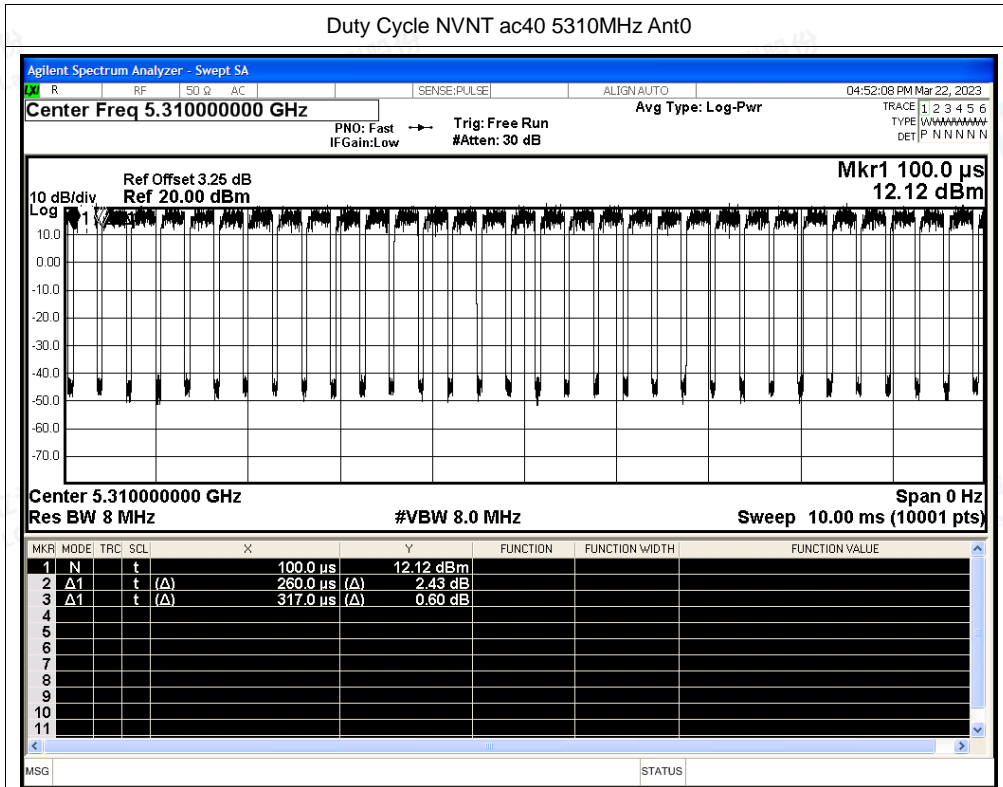 Duty Cycle NVNT ac40 5310MHz Ant0
Agilent Spectrum Analyzer - Swept SA
LXI R RF 50 Ω AC SENSE:PULSE ALIGN AUTO 04:52:08 PM Mar 22, 2023
Center Freq 5.310000000 GHz Avg Type: Log-Pwr TRACE 1 2 3 4 5 6
PNO: Fast Trig: Free Run TYPE WWWWWW
IFGain:Low #Atten: 30 dB DET P N N N N N
Mkr1 100.0 µs
Ref Offset 3.25 dB
10 dB/div Ref 20.00 dBm 12.12 dBm
Log
1
10.0
0.00
-10.0
-20.0
-30.0
-40.0
-50.0
-60.0
-70.0
Center 5.310000000 GHz Span 0 Hz
Res BW 8 MHz #VBW 8.0 MHz Sweep 10.00 ms (10001 pts)
MKR MODE TRC SCL X Y FUNCTION FUNCTION WIDTH FUNCTION VALUE
1 N t 100.0 µs 12.12 dBm
2 Δ1 t (Δ) 260.0 µs (Δ) 2.43 dB
3 Δ1 t (Δ) 317.0 µs (Δ) 0.60 dB
4
5
6
7
8
9
10
11
MSG STATUS